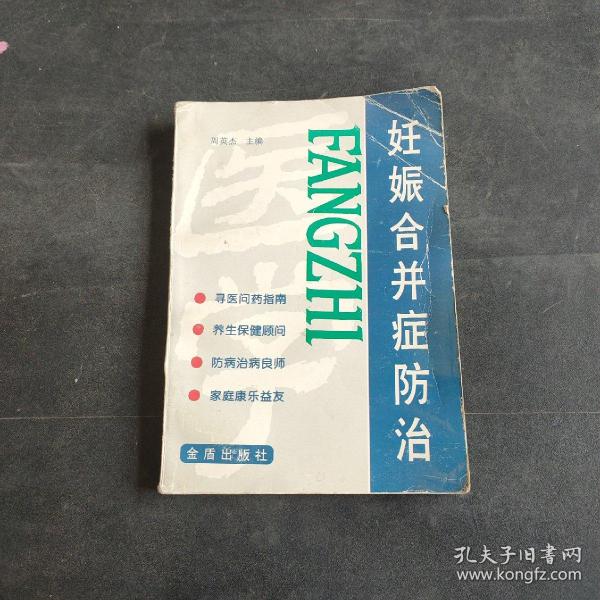 周英杰 主编
医学
FANGZHI
妊娠合并症防治
寻医问药指南
养生保健顾问
防病治病良师
家庭康乐益友
金盾出版社
孔夫子旧书网
www.kongfz.com